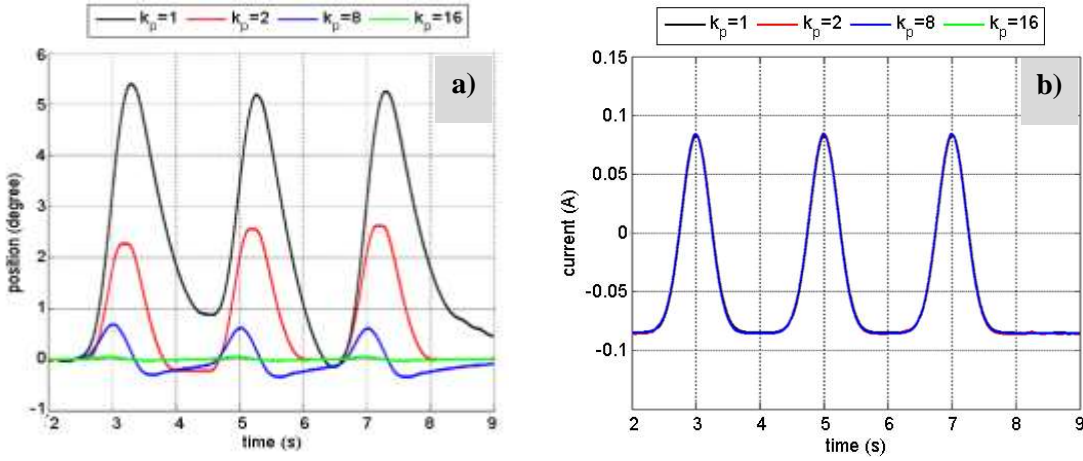 k_p=1 k_p=2 k_p=8 k_p=16
a)
6
5
4
3
2
1
0
-1
position (degree)
2 3 4 5 6 7 8 9
time (s)
k_p=1 k_p=2 k_p=8 k_p=16
b)
0.15
0.1
0.05
0
-0.05
-0.1
current (A)
2 3 4 5 6 7 8 9
time (s)